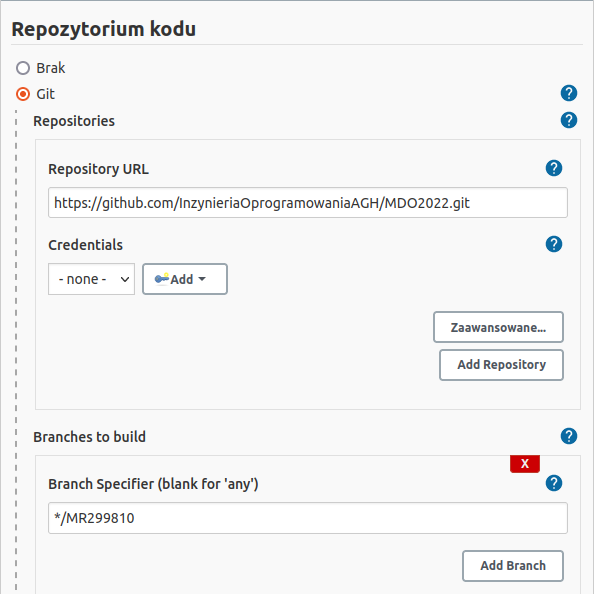 Repozytorium kodu
Brak
Git
?
Repositories
?
Repository URL
?
https://github.com/InzynieriaOprogramowaniaAGH/MDO2022.git
Credentials
?
- none -
Add
Zaawansowane...
Add Repository
Branches to build
?
X
Branch Specifier (blank for 'any')
?
*/MR299810
Add Branch